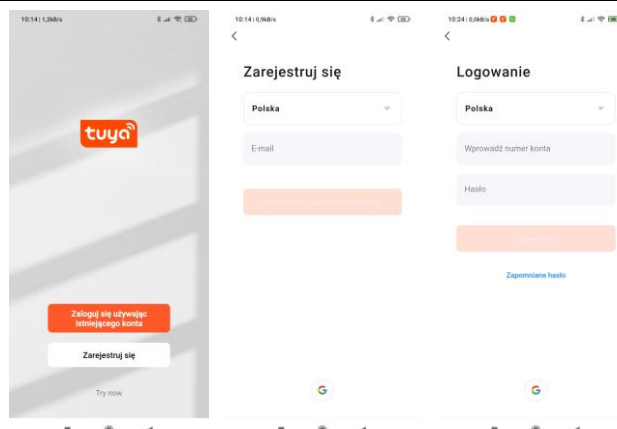 10:14 | 1,2kB/s
tuya
Zaloguj się używając
istniejącego konta
Zarejestruj się
Try now
10:14 | 0,9kB/s
Zarejestruj się
Polska
E-mail
10:24 | 0,0kB/s
Logowanie
Polska
Wprowadź numer konta
Hasło
Zapomniane hasło